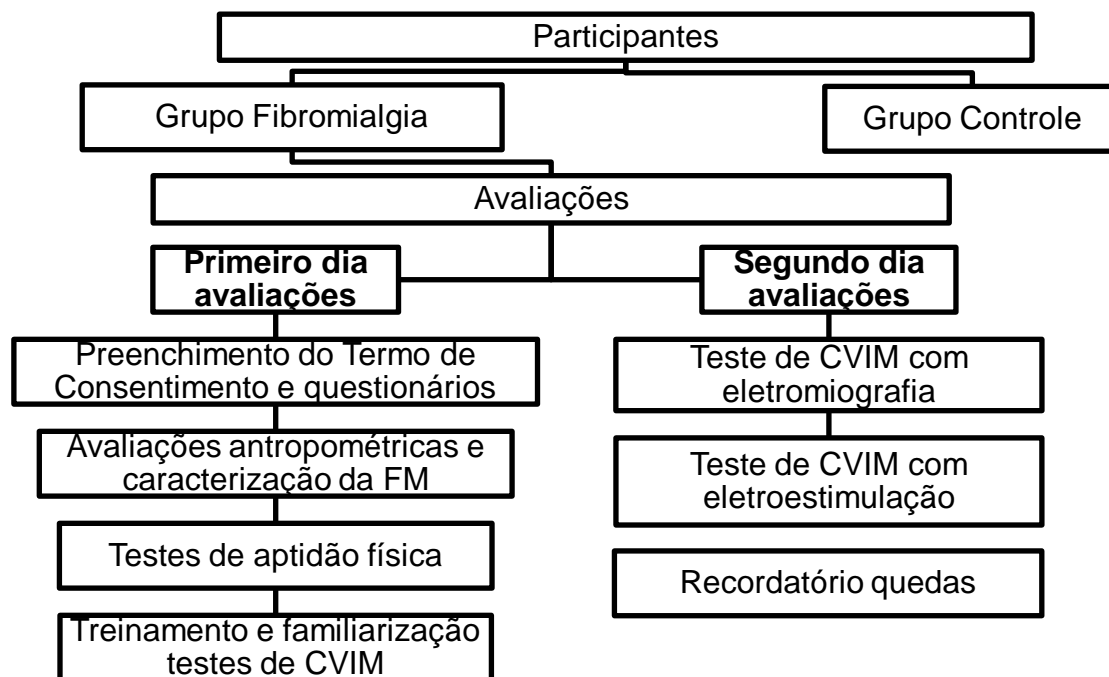 Participantes
Grupo Fibromialgia
Grupo Controle
Avaliações
Primeiro dia
avaliações
Preenchimento do Termo de
Consentimento e questionários
Avaliações antropométricas e
caracterização da FM
Testes de aptidão física
Treinamento e familiarização
testes de CVIM
Segundo dia
avaliações
Teste de CVIM com
eletromiografia
Teste de CVIM com
eletroestimulação
Recordatório quedas